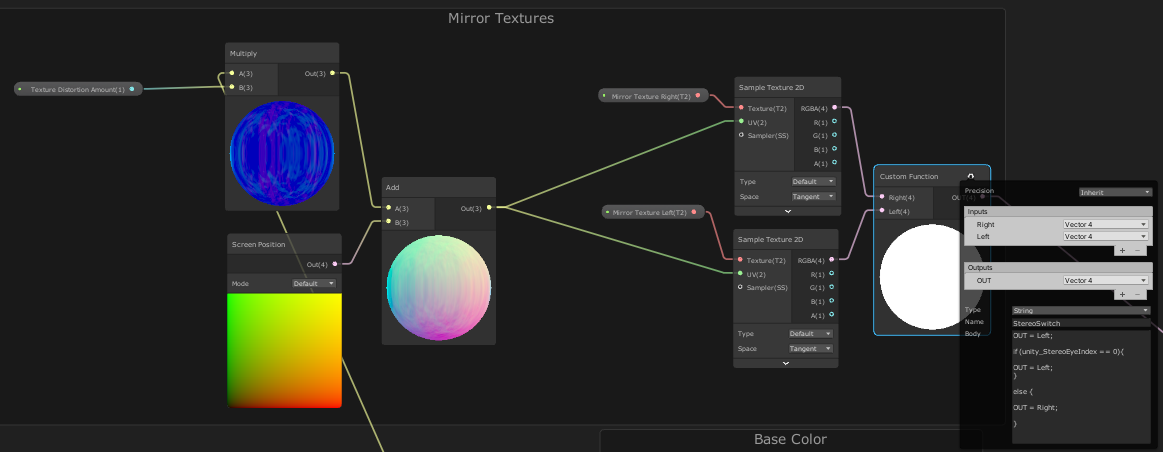 Mirror Textures
Multiply
A(3)
Out(3)
B(3)
Texture Distortion Amount(1)
Screen Position
Out(4)
Mode
Default
Add
A(3)
Out(3)
B(3)
Mirror Texture Right(T2)
Sample Texture 2D
Texture(T2)
RGBA(4)
UV(2)
R(1)
Sampler(SS)
G(1)
B(1)
A(1)
Type
Default
Space
Tangent
Mirror Texture Left(T2)
Sample Texture 2D
Texture(T2)
RGBA(4)
UV(2)
R(1)
Sampler(SS)
G(1)
B(1)
A(1)
Type
Default
Space
Tangent
Custom Function
Right(4)
OUT(4)
Left(4)
Precision
Inherit
Inputs
Right
Vector 4
Left
Vector 4
+ −
Outputs
OUT
Vector 4
+ −
Type
String
Name
StereoSwitch
Body
OUT = Left;
if (unity_StereoEyeIndex == 0){
OUT = Left;
}
else {
OUT = Right;
}
Base Color